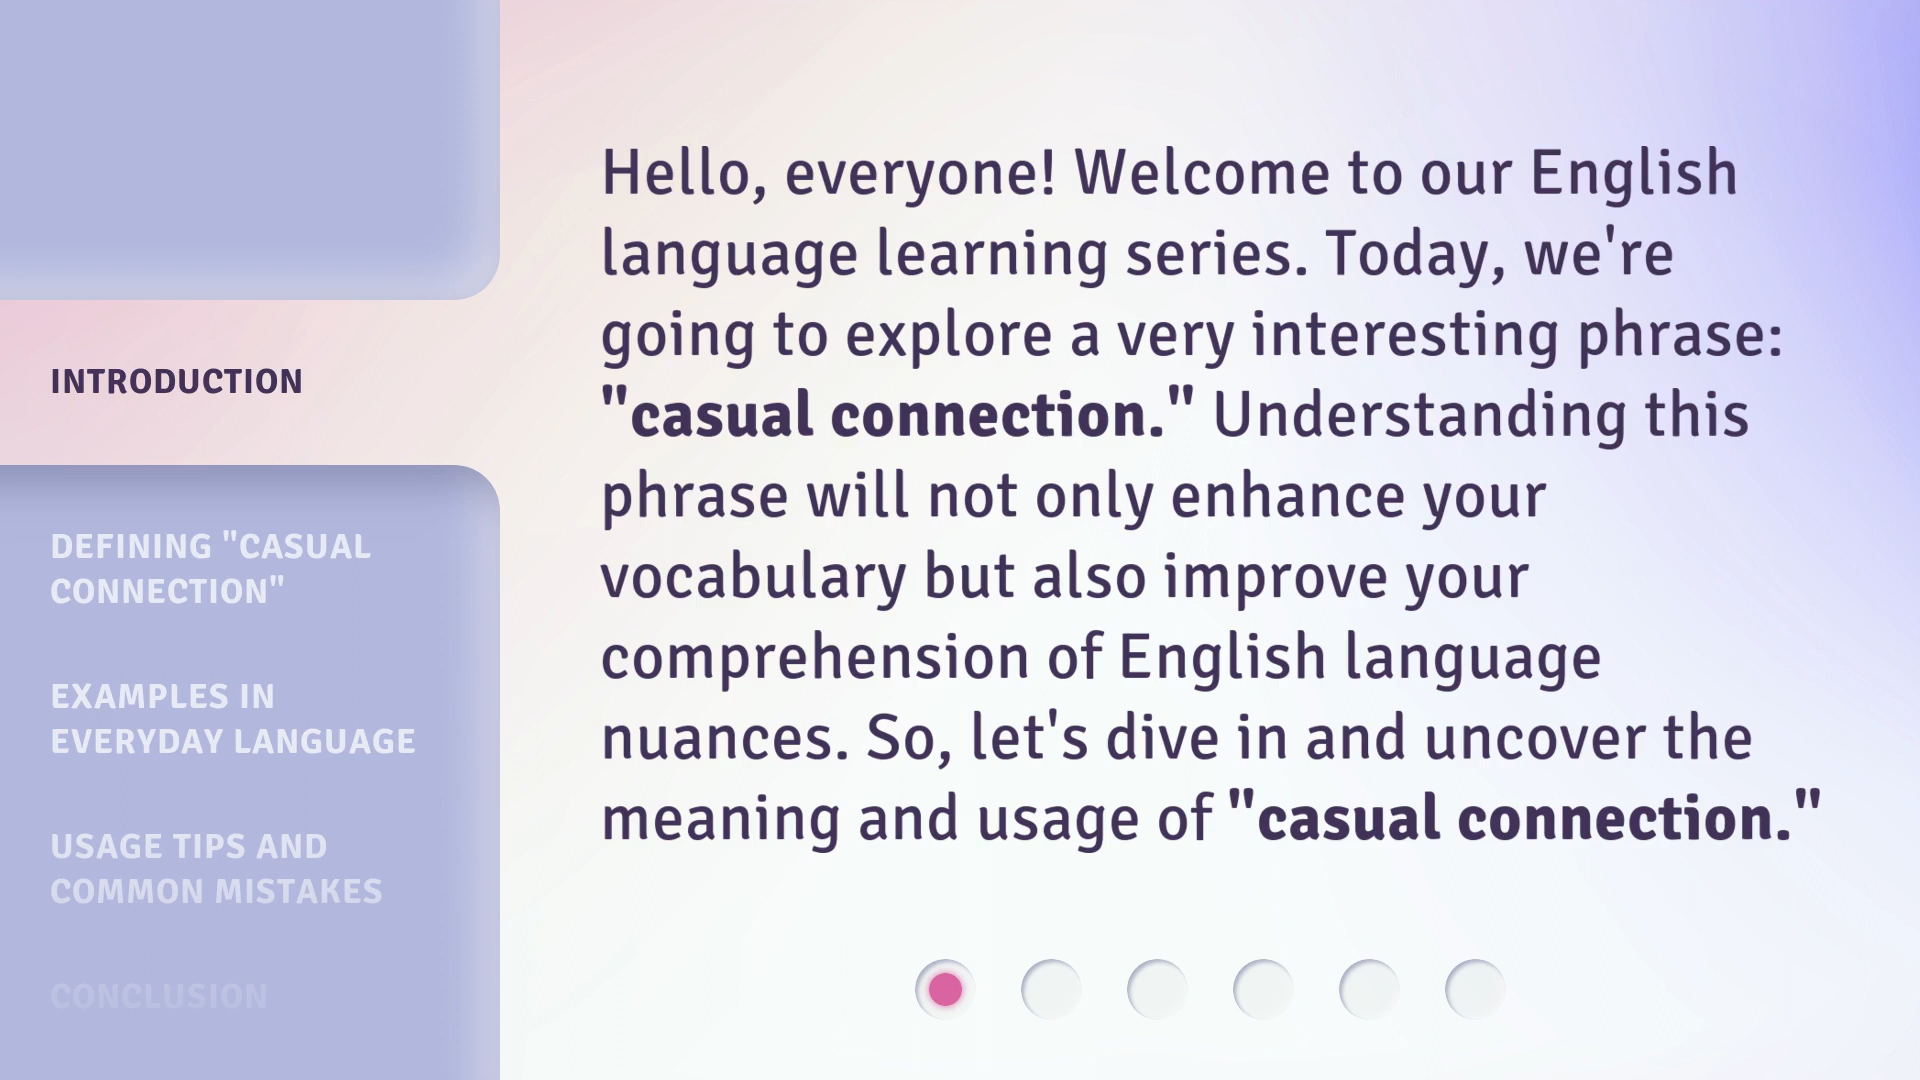 INTRODUCTION
DEFINING "CASUAL
CONNECTION"
EXAMPLES IN
EVERYDAY LANGUAGE
USAGE TIPS AND
COMMON MISTAKES
CONCLUSION
Hello, everyone! Welcome to our English
language learning series. Today, we're
going to explore a very interesting phrase:
"casual connection." Understanding this
phrase will not only enhance your
vocabulary but also improve your
comprehension of English language
nuances. So, let's dive in and uncover the
meaning and usage of "casual connection."